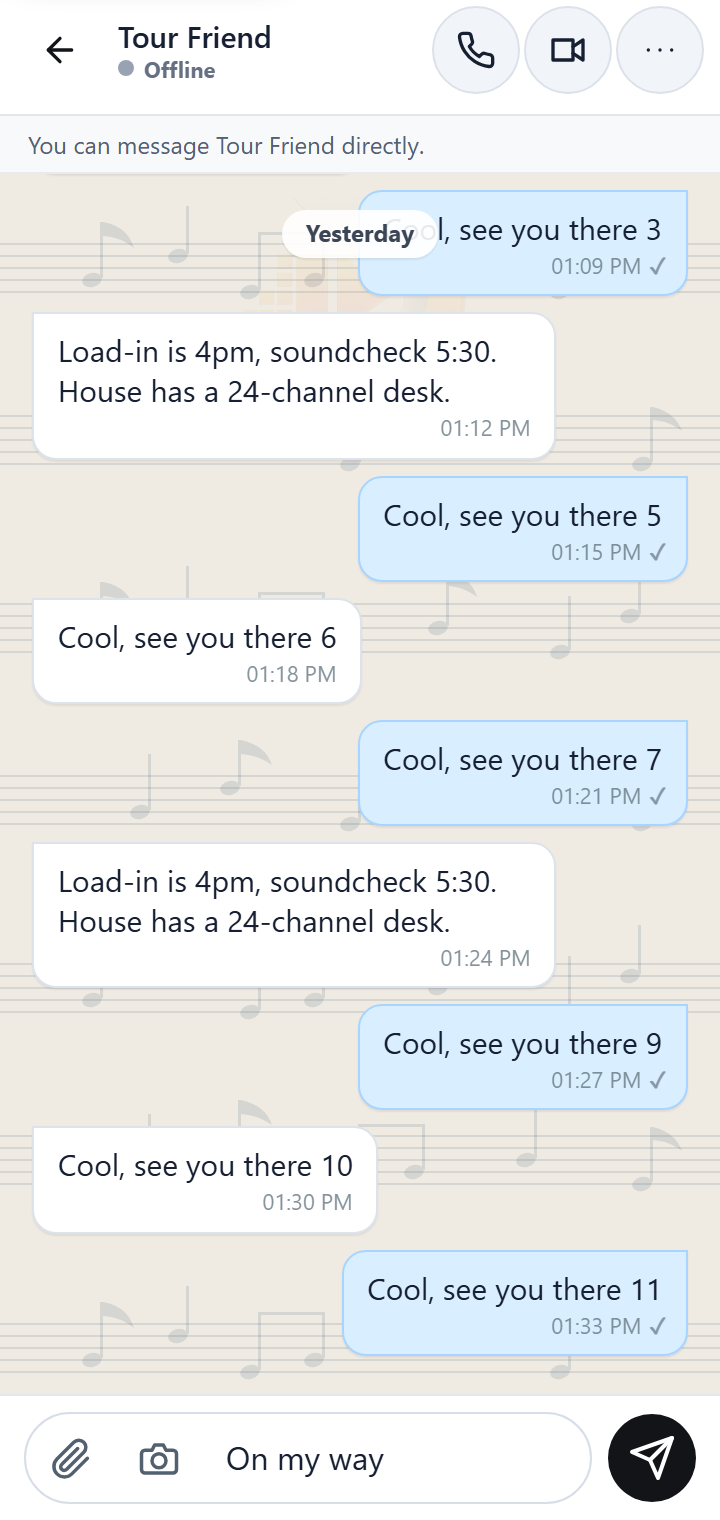 Tour Friend
Offline
You can message Tour Friend directly.
Yesterday
Cool, see you there 3
01:09 PM ✓
Load-in is 4pm, soundcheck 5:30.
House has a 24-channel desk.
01:12 PM
Cool, see you there 5
01:15 PM ✓
Cool, see you there 6
01:18 PM
Cool, see you there 7
01:21 PM ✓
Load-in is 4pm, soundcheck 5:30.
House has a 24-channel desk.
01:24 PM
Cool, see you there 9
01:27 PM ✓
Cool, see you there 10
01:30 PM
Cool, see you there 11
01:33 PM ✓
On my way